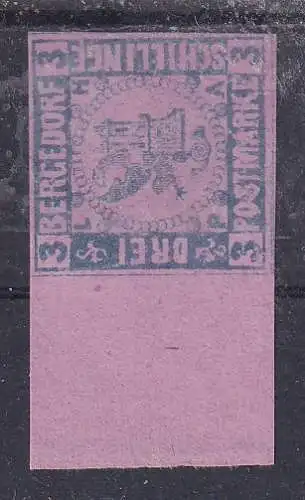 3 DREI 3
POSTMARKE
BERGEDORF
P L
A H
3 SCHILLINGE 3